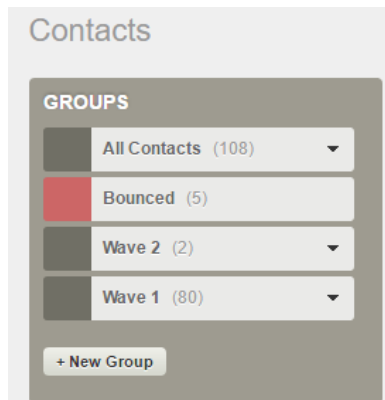 Contacts
GROUPS
All Contacts (108)
Bounced (5)
Wave 2 (2)
Wave 1 (80)
+ New Group